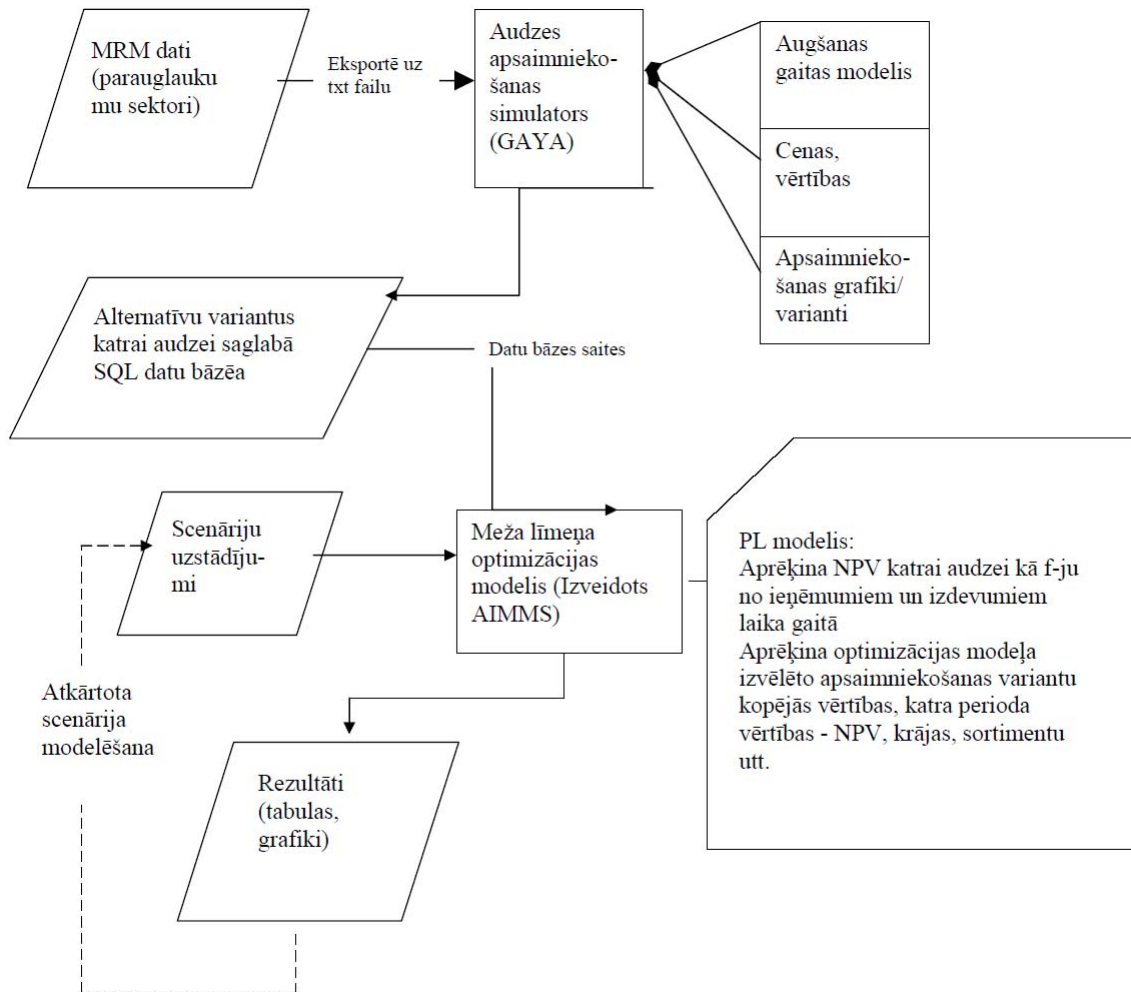 MRM dati
(parauglauku
mu sektori)
Eksportē uz
txt failu
Audzes
apsaimnieko-
šanas
simulators
(GAYA)
Augšanas
gaitas modelis
Cenas,
vērtības
Apsaimnieko-
šanas grafiki/
varianti
Alternatīvu variantus
katrai audzei saglabā
SQL datu bāzēa
Datu bāzes saites
Scenāriju
uzstādīju-
mi
Meža līmeņa
optimizācijas
modelis (Izveidots
AIMMS)
PL modelis:
Aprēķina NPV katrai audzei kā f-ju
no ieņēmumiem un izdevumiem
laika gaitā
Aprēķina optimizācijas modeļa
izvēlēto apsaimniekošanas variantu
kopējās vērtības, katra perioda
vērtības - NPV, krājas, sortimentu
utt.
Atkārtota
scenārija
modelēšana
Rezultāti
(tabulas,
grafiki)